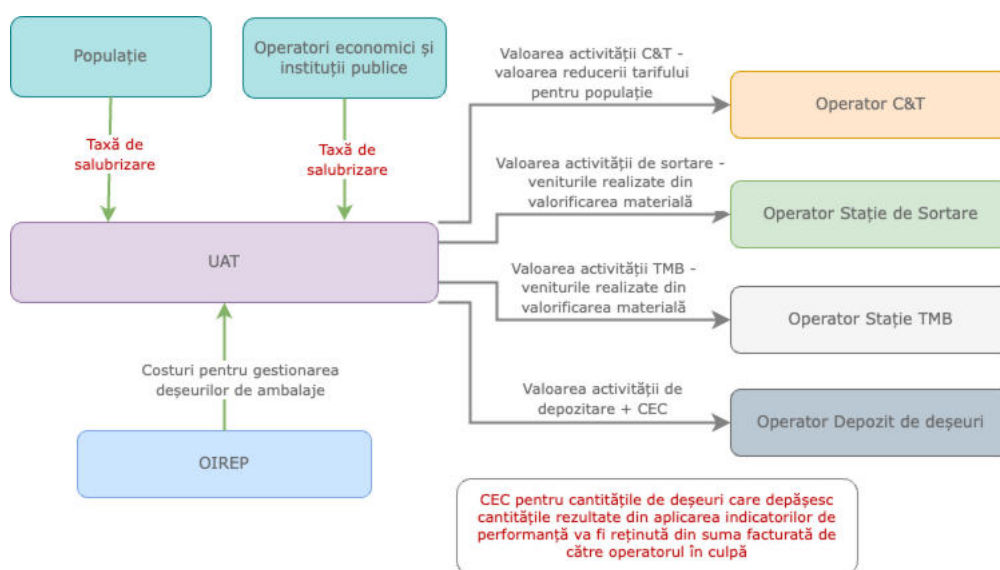 Populație
Operatori economici și
instituții publice
Valoarea activității C&T -
valoarea reducerii tarifului
pentru populație
Operator C&T
Taxă de
salubrizare
Taxă de
salubrizare
Valoarea activității de sortare -
veniturile realizate din
valorificarea materială
Operator Stație de Sortare
UAT
Valoarea activității TMB -
veniturile realizate din
valorificarea materială
Operator Stație TMB
Costuri pentru gestionarea
deșeurilor de ambalaje
Valoarea activității de
depozitare + CEC
Operator Depozit de deșeuri
OIREP
CEC pentru cantitățile de deșeuri care depășesc
cantitățile rezultate din aplicarea indicatorilor de
performanță va fi reținută din suma facturată de
către operatorul în culpă